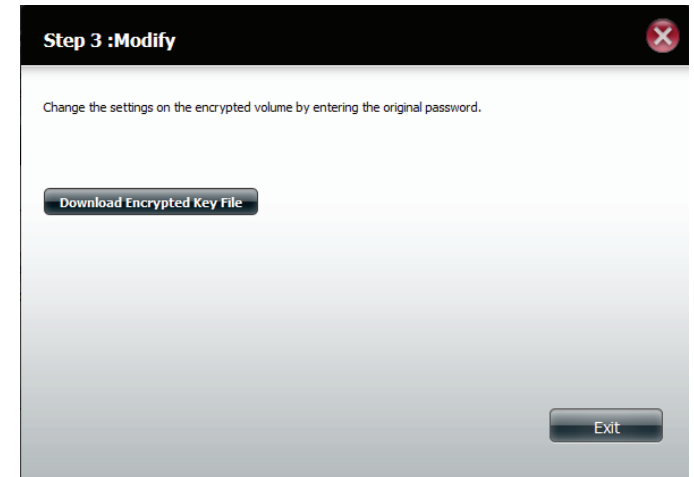 Step 3 :Modify
Change the settings on the encrypted volume by entering the original password.
Download Encrypted Key File
Exit